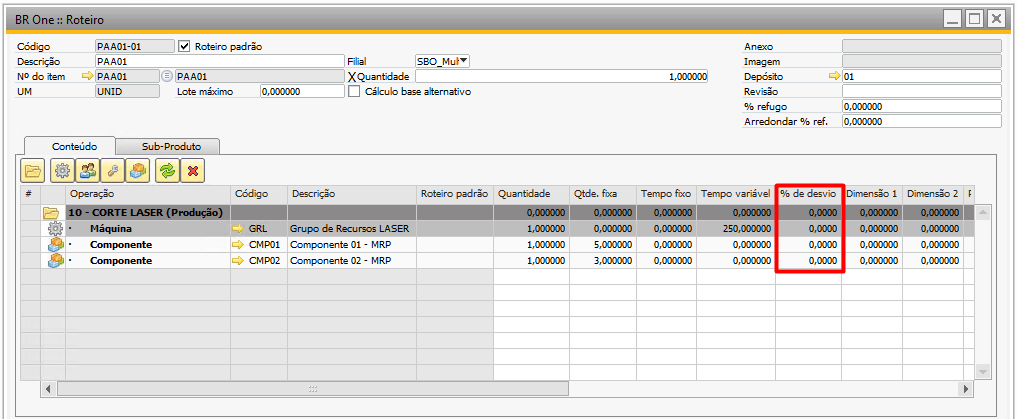 BR One :: Roteiro
Código PAA01-01 Roteiro padrão Anexo
Descrição PAA01 Filial SBO_Mult Imagem
Nº do item PAA01 PAA01 Quantidade 1,000000 Depósito 01
UM UNID Lote máximo 0,000000 Cálculo base alternativo Revisão
% refugo 0,000000
Arredondar % ref. 0,000000
Conteúdo Sub-Produto
# Operação Código Descrição Roteiro padrão Quantidade Qtde. fixa Tempo fixo Tempo variável % de desvio Dimensão 1 Dimensão 2
10 - CORTE LASER (Produção) 0,000000 0,000000 0,000000 0,000000 0,0000 0,000000 0,000000
Máquina GRL Grupo de Recursos LASER 1,000000 0,000000 0,000000 250,000000 0,0000 0,000000 0,000000
Componente CMP01 Componente 01 - MRP 1,000000 5,000000 0,000000 0,000000 0,0000 0,000000 0,000000
Componente CMP02 Componente 02 - MRP 1,000000 3,000000 0,000000 0,000000 0,0000 0,000000 0,000000